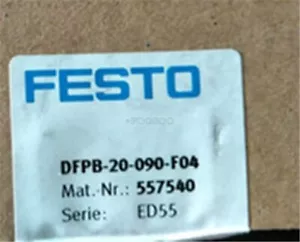 FESTO
DFPB-20-090-F04
Mat.-Nr.: 557540
Serie: ED55